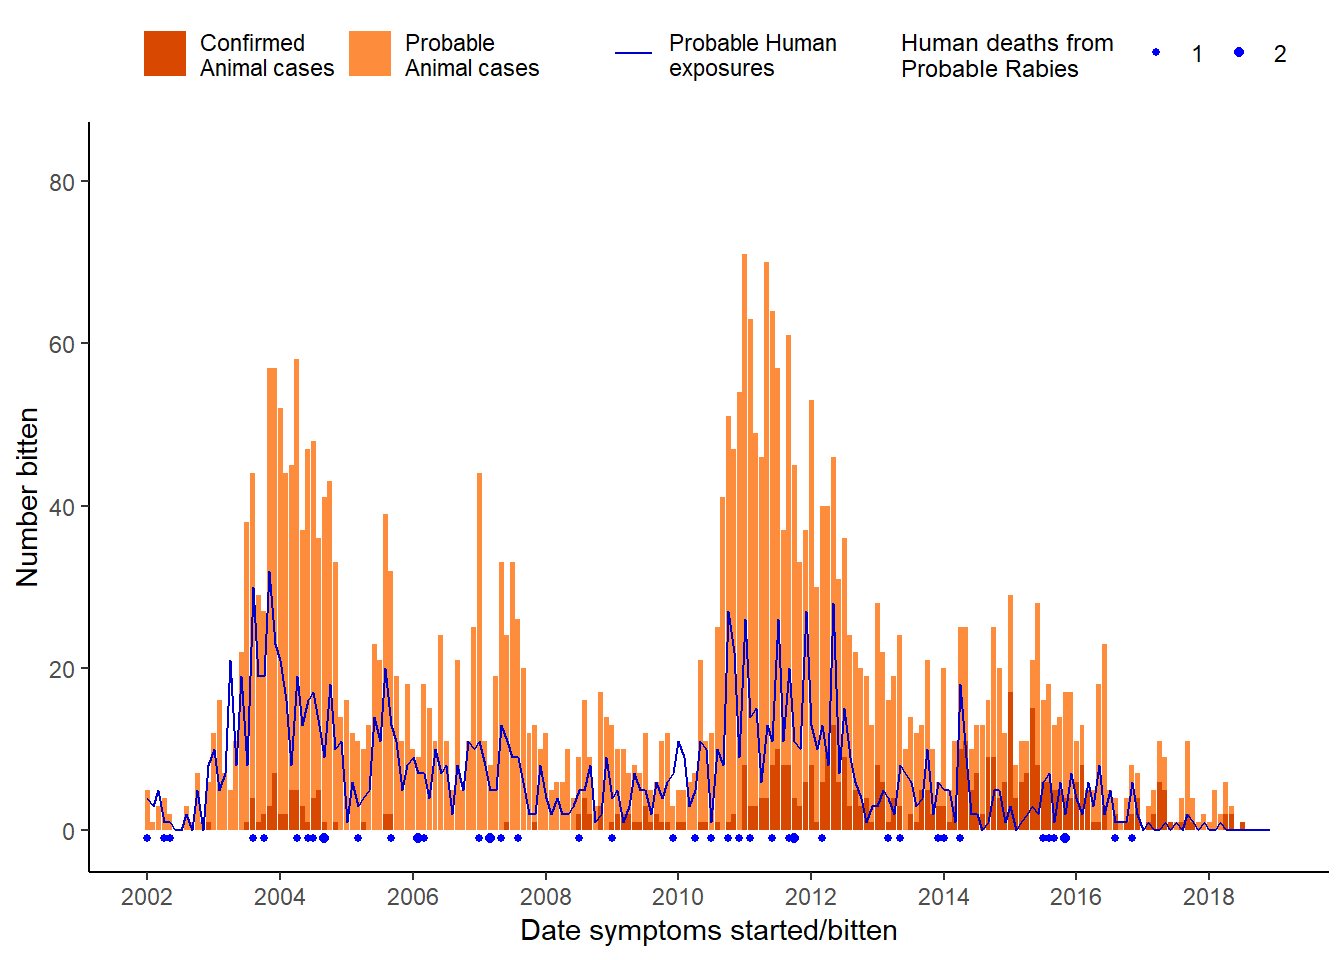 Confirmed
Animal cases
Probable
Animal cases
Probable Human
exposures
Human deaths from
Probable Rabies
1
2
80
60
40
20
0
Number bitten
2002
2004
2006
2008
2010
2012
2014
2016
2018
Date symptoms started/bitten